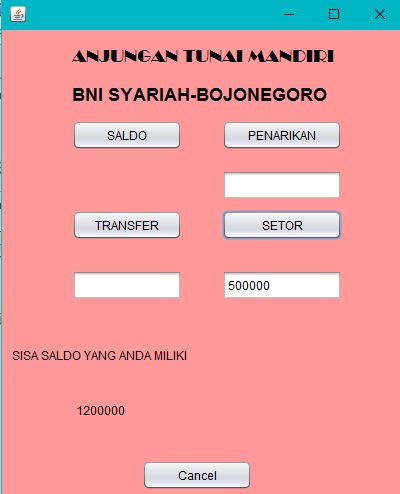 ANJUNGAN TUNAI MANDIRI
BNI SYARIAH-BOJONEGORO
SALDO PENARIKAN
TRANSFER SETOR
500000
SISA SALDO YANG ANDA MILIKI
1200000
Cancel